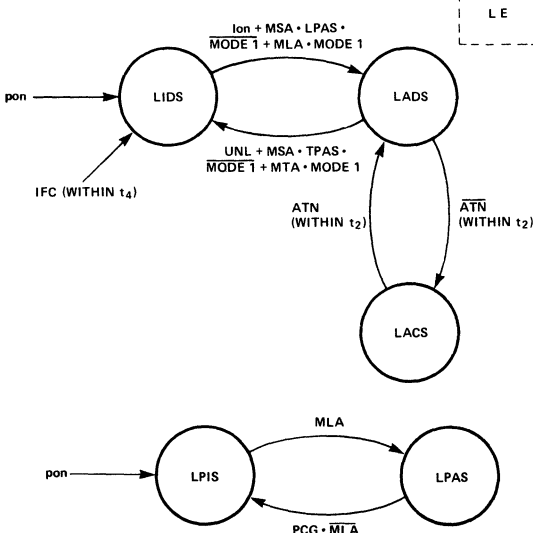 L E
Ion + MSA • LPAS •
MODE 1 + MLA • MODE 1
pon
LIDS
LADS
UNL + MSA • TPAS •
MODE 1 + MTA • MODE 1
IFC (WITHIN t4)
ATN
(WITHIN t2)
ATN
(WITHIN t2)
LACS
MLA
pon
LPIS
LPAS
PCG • MLA